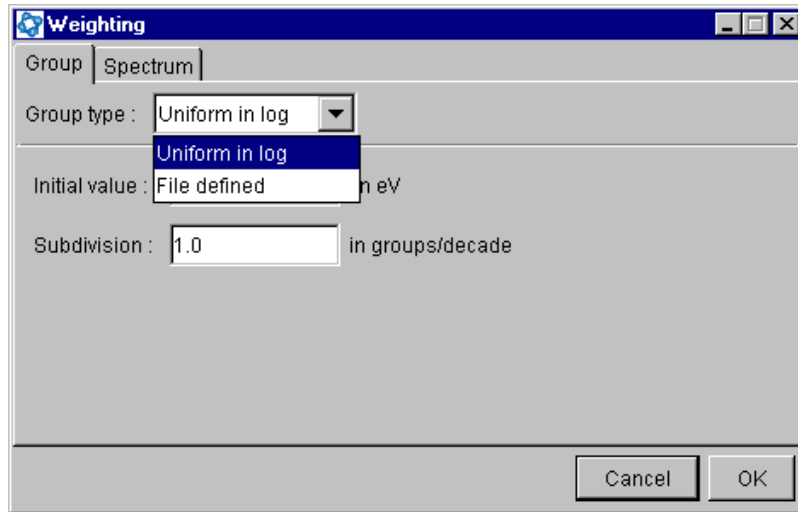 Weighting
Group Spectrum
Group type : Uniform in log
Uniform in log
File defined
Initial value : n eV
Subdivision : 1.0 in groups/decade
Cancel OK